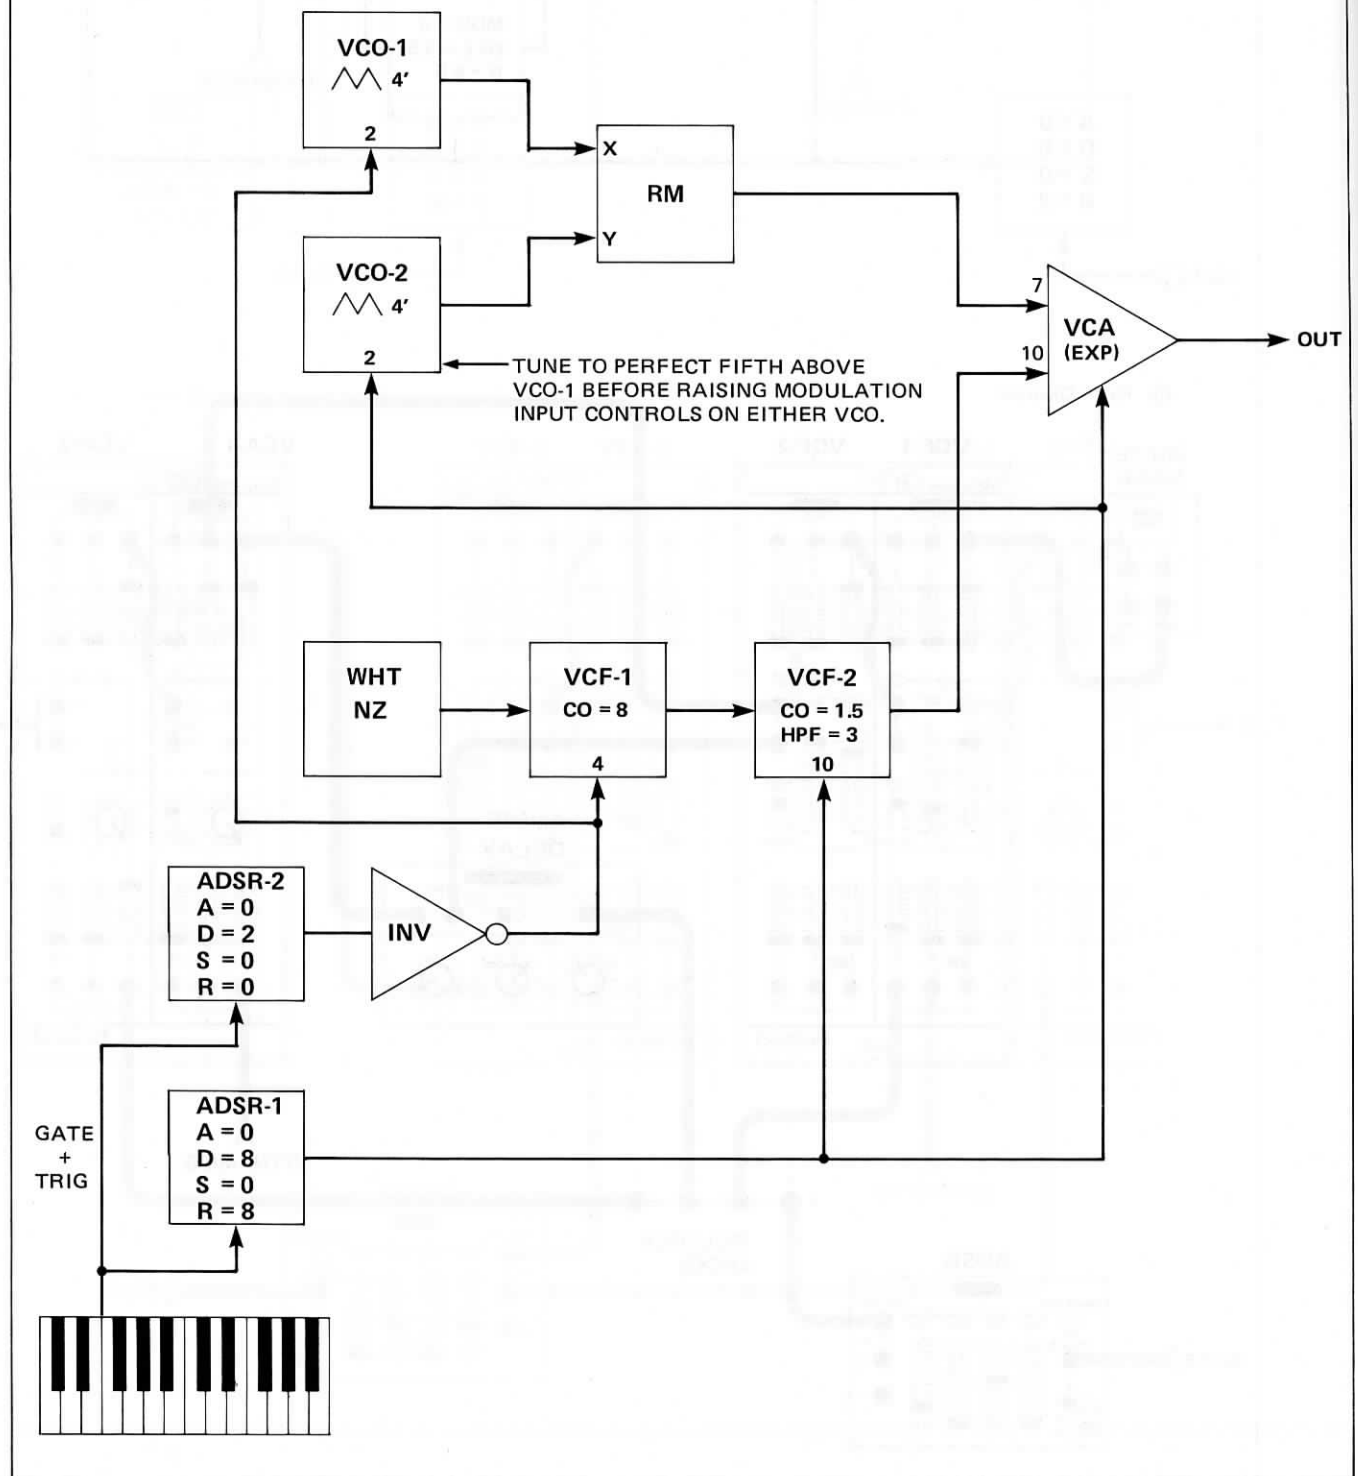 VCO-1
4′
2
X
RM
Y
VCO-2
4′
2
TUNE TO PERFECT FIFTH ABOVE
VCO-1 BEFORE RAISING MODULATION
INPUT CONTROLS ON EITHER VCO.
7
VCA
(EXP)
10
OUT
WHT
NZ
VCF-1
CO = 8
4
VCF-2
CO = 1.5
HPF = 3
10
ADSR-2
A = 0
D = 2
S = 0
R = 0
INV
ADSR-1
A = 0
D = 8
S = 0
R = 8
GATE
+
TRIG